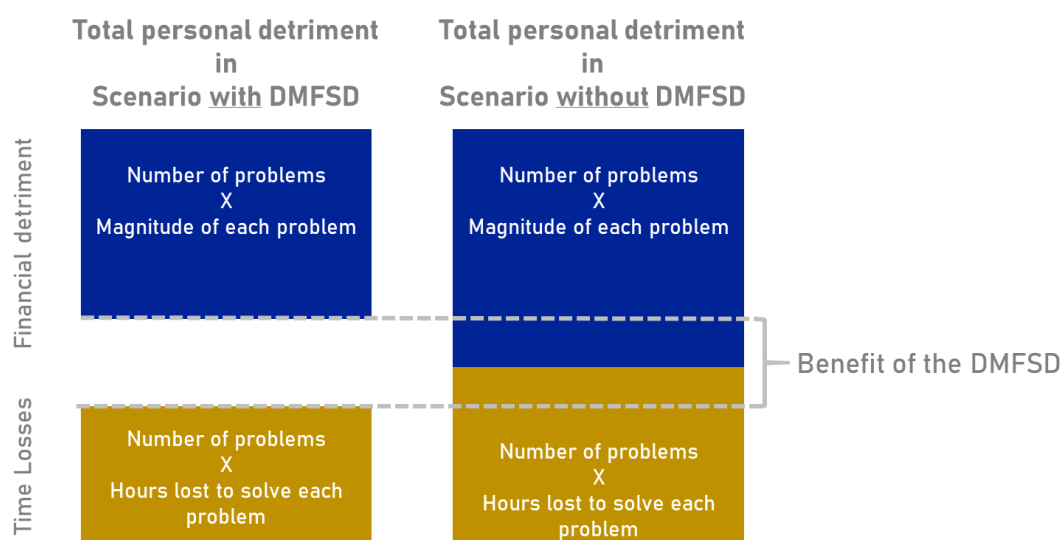 Total personal detriment
in
Scenario with DMFSD
Total personal detriment
in
Scenario without DMFSD
Financial detriment
Number of problems
X
Magnitude of each problem
Number of problems
X
Magnitude of each problem
Benefit of the DMFSD
Time Losses
Number of problems
X
Hours lost to solve each
problem
Number of problems
X
Hours lost to solve each
problem